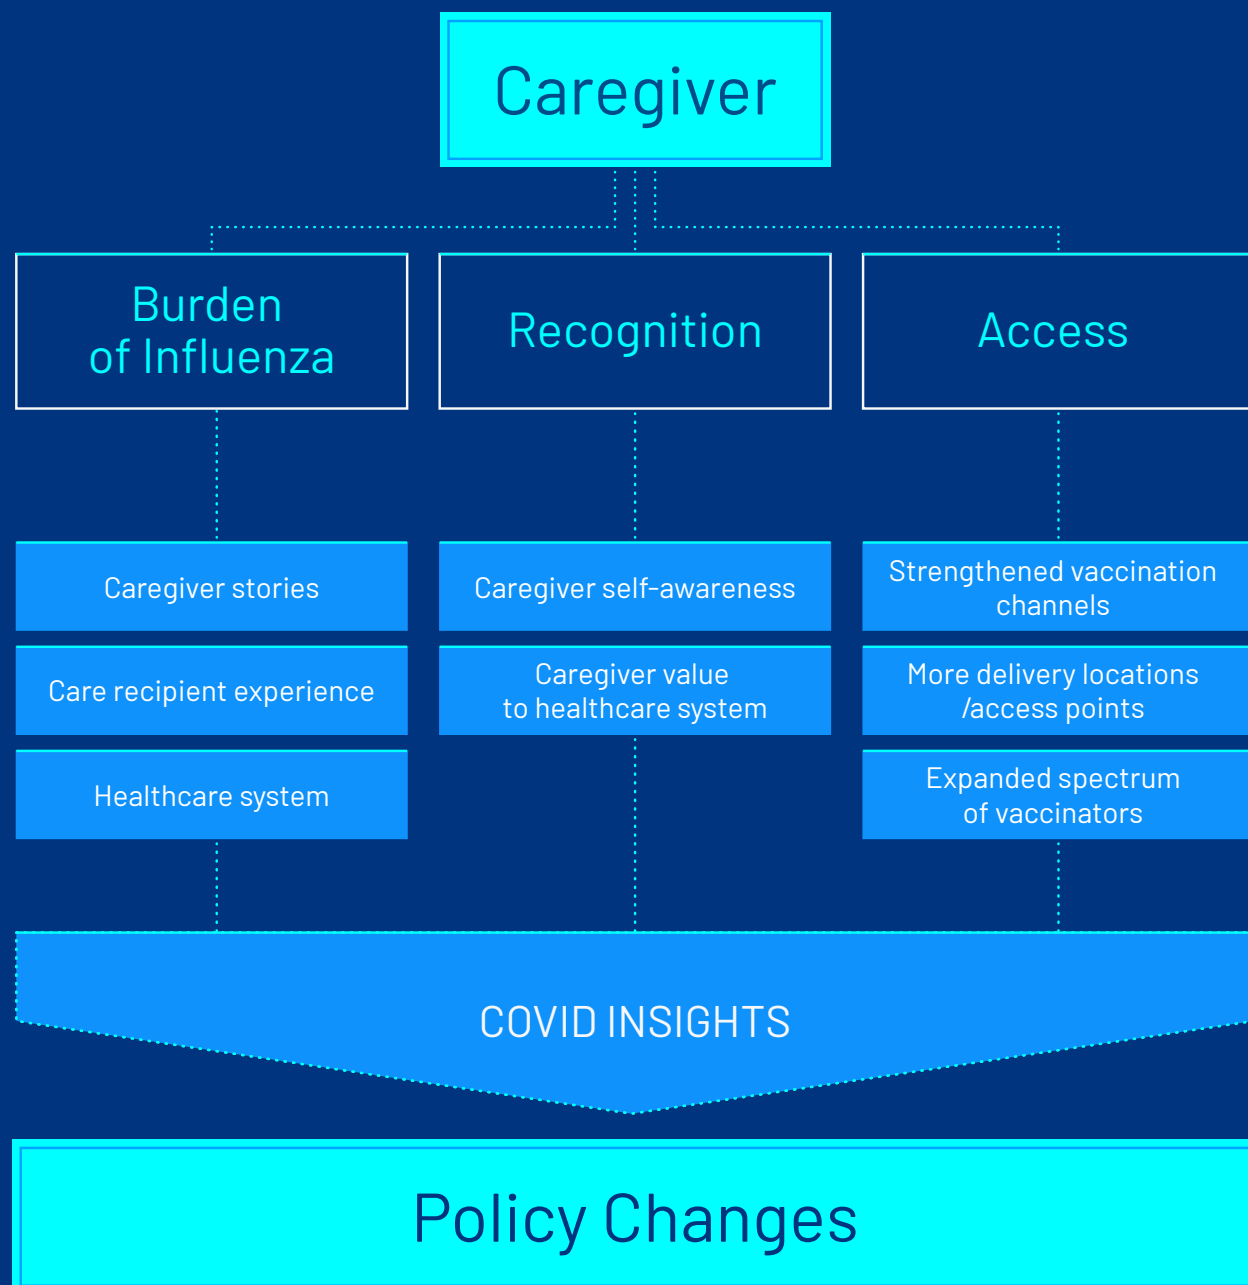 Caregiver
Burden
of Influenza
Recognition
Access
Caregiver stories
Care recipient experience
Healthcare system
Caregiver self-awareness
Caregiver value
to healthcare system
Strengthened vaccination
channels
More delivery locations
/access points
Expanded spectrum
of vaccinators
COVID INSIGHTS
Policy Changes